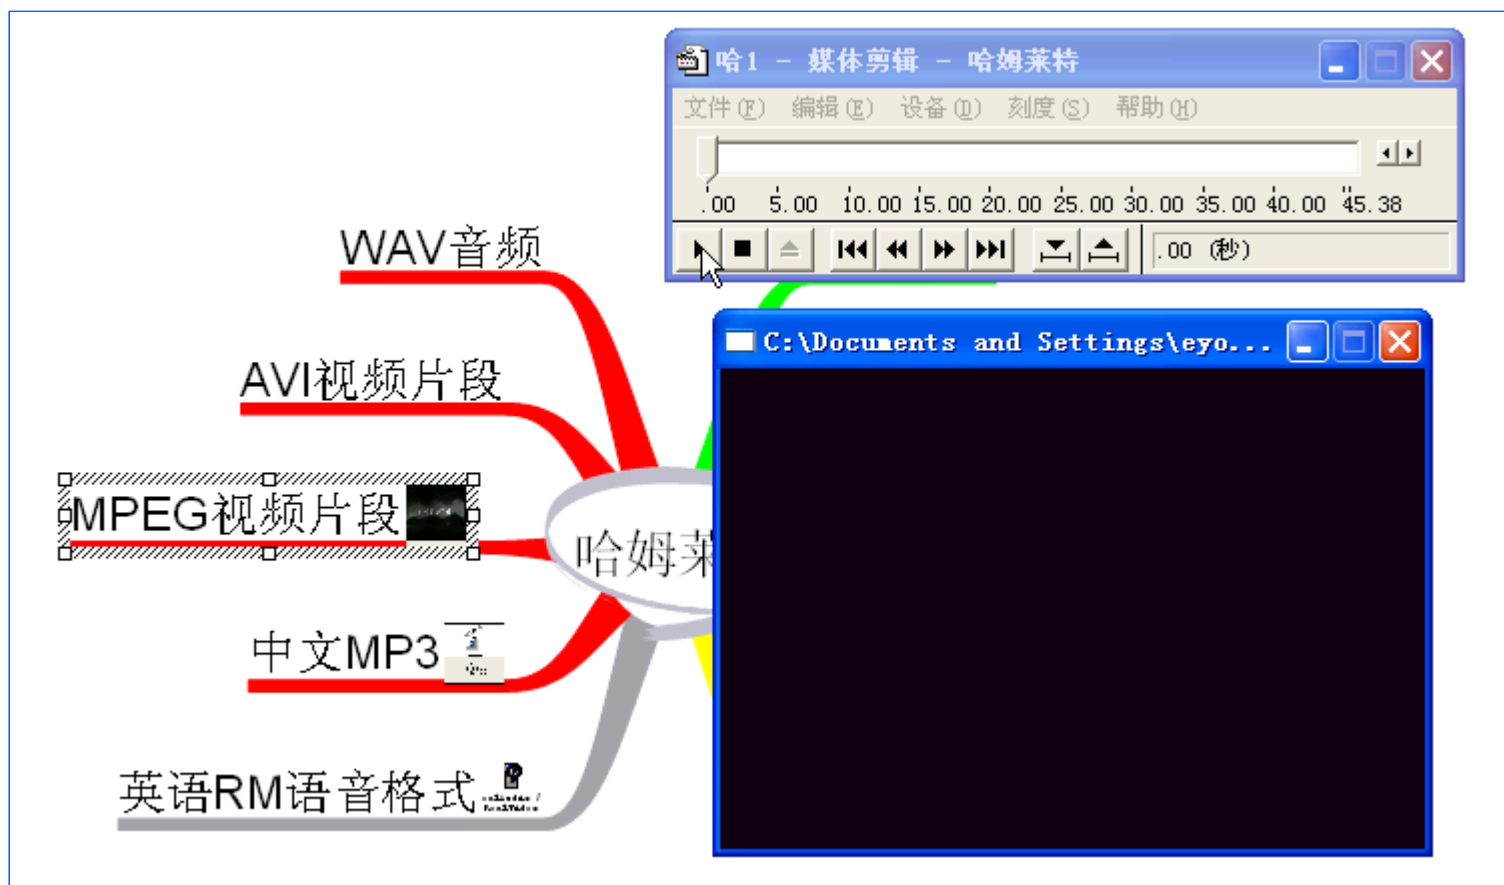 哈1 - 媒体剪辑 - 哈姆莱特
文件(F) 编辑(E) 设备(D) 刻度(S) 帮助(H)
.00 5.00 10.00 15.00 20.00 25.00 30.00 35.00 40.00 45.38
.00 (秒)
C:\Documents and Settings\eyo...
WAV音频
AVI视频片段
MPEG视频片段
哈姆莱
中文MP3
英语RM语音格式